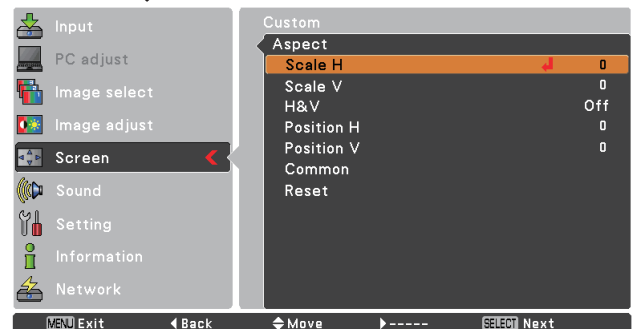 Input
PC adjust
Image select
Image adjust
Screen
Sound
Setting
Information
Network
Custom
Aspect
Scale H 0
Scale V 0
H&V Off
Position H 0
Position V 0
Common
Reset
MENU Exit Back Move ----- SELECT Next